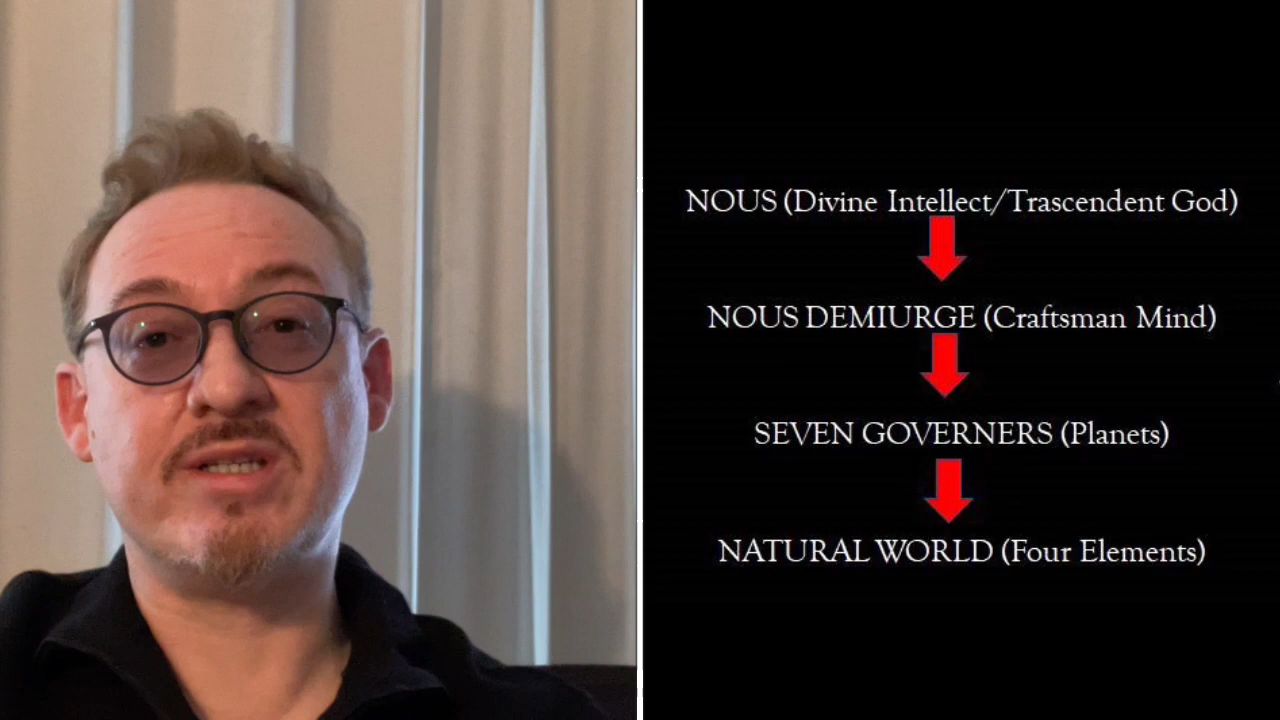 NOUS (Divine Intellect/Trascendent God)
NOUS DEMIURGE (Craftsman Mind)
SEVEN GOVERNERS (Planets)
NATURAL WORLD (Four Elements)